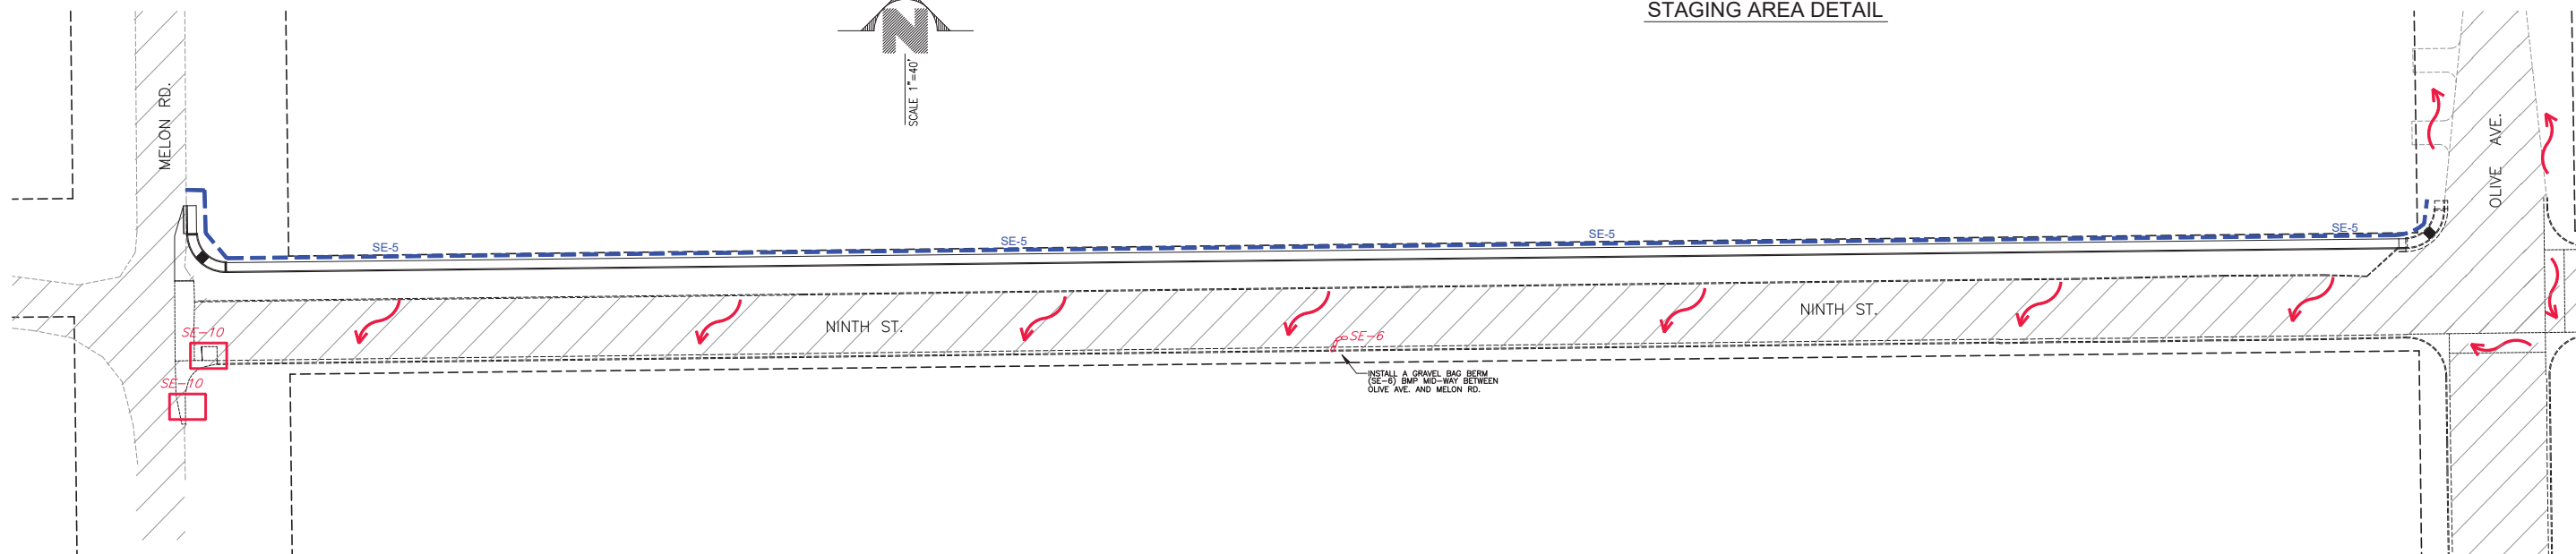 STAGING AREA DETAIL
N
SCALE 1"=40'
MELON RD.
OLIVE AVE.
SE-5
SE-5
SE-5
SE-5
NINTH ST.
NINTH ST.
SE-10
SE-6
SE-10
INSTALL A GRAVEL BAG BERM
(SE-6) BMP MID-WAY BETWEEN
OLIVE AVE. AND MELON RD.